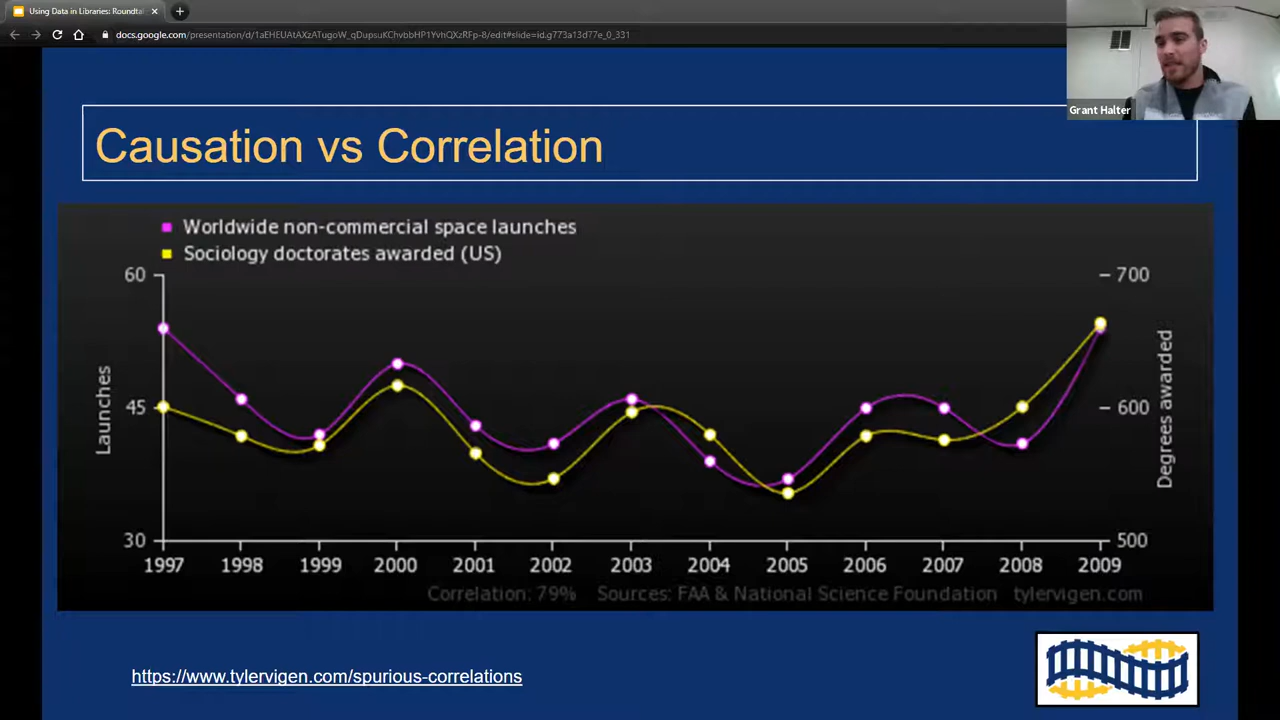 Using Data in Libraries: Roundta
docs.google.com/presentation/d/1aEHEUAtAXzATugoW_qDupsuKChvbbHP1YvhQXzRFp-8/edit#slide=id.g773a13d77e_0_331
Grant Halter
Causation vs Correlation
Worldwide non-commercial space launches
Sociology doctorates awarded (US)
60
700
Launches
45
600
Degrees awarded
30
500
1997 1998 1999 2000 2001 2002 2003 2004 2005 2006 2007 2008 2009
Correlation: 79% Sources: FAA & National Science Foundation tylervigen.com
https://www.tylervigen.com/spurious-correlations